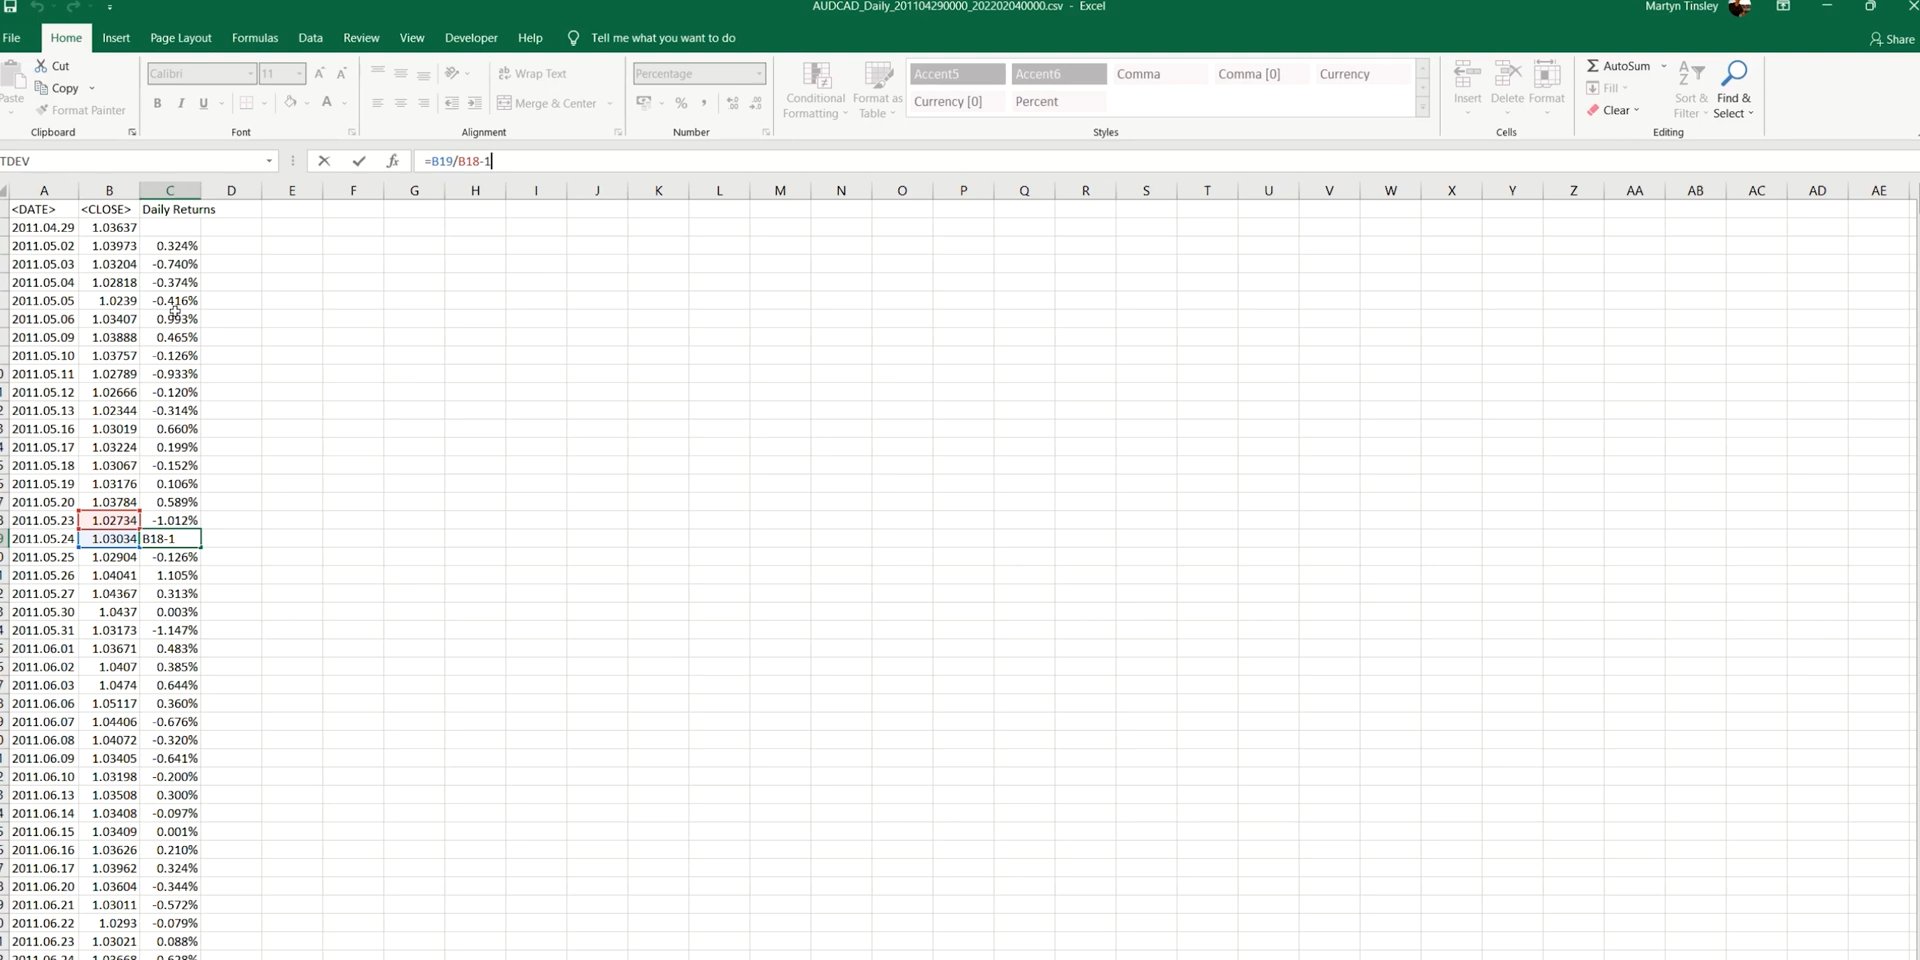 AUDCAD_Daily_201104290000_202202040000.csv - Excel
Martyn Tinsley
File Home Insert Page Layout Formulas Data Review View Developer Help Tell me what you want to do
Share
Paste
Cut
Copy
Format Painter
Clipboard
Calibri 11
B I U A
Font
Wrap Text
Merge & Center
Alignment
Percentage
%
Number
Conditional Formatting
Format as Table
Accent5 Accent6 Comma Comma [0] Currency
Currency [0] Percent
Styles
Insert Delete Format
Cells
AutoSum
Fill
Clear
Sort & Filter
Find & Select
Editing
TDEV fx =B19/B18-1
A B C D E F G H I J K L M N O P Q R S T U V W X Y Z AA AB AC AD AE
<DATE> <CLOSE> Daily Returns
2011.04.29 1.03637
2011.05.02 1.03973 0.324%
2011.05.03 1.03204 -0.740%
2011.05.04 1.02818 -0.374%
2011.05.05 1.0239 -0.416%
2011.05.06 1.03407 0.993%
2011.05.09 1.03888 0.465%
2011.05.10 1.03757 -0.126%
2011.05.11 1.02789 -0.933%
2011.05.12 1.02666 -0.120%
2011.05.13 1.02344 -0.314%
2011.05.16 1.03019 0.660%
2011.05.17 1.03224 0.199%
2011.05.18 1.03067 -0.152%
2011.05.19 1.03176 0.106%
2011.05.20 1.03784 0.589%
2011.05.23 1.02734 -1.012%
2011.05.24 1.03034 B18-1
2011.05.25 1.02904 -0.126%
2011.05.26 1.04041 1.105%
2011.05.27 1.04367 0.313%
2011.05.30 1.0437 0.003%
2011.05.31 1.03173 -1.147%
2011.06.01 1.03671 0.483%
2011.06.02 1.0407 0.385%
2011.06.03 1.0474 0.644%
2011.06.06 1.05117 0.360%
2011.06.07 1.04406 -0.676%
2011.06.08 1.04072 -0.320%
2011.06.09 1.03405 -0.641%
2011.06.10 1.03198 -0.200%
2011.06.13 1.03508 0.300%
2011.06.14 1.03408 -0.097%
2011.06.15 1.03409 0.001%
2011.06.16 1.03626 0.210%
2011.06.17 1.03962 0.324%
2011.06.20 1.03604 -0.344%
2011.06.21 1.03011 -0.572%
2011.06.22 1.0293 -0.079%
2011.06.23 1.03021 0.088%
2011.06.24 1.03668 0.628%